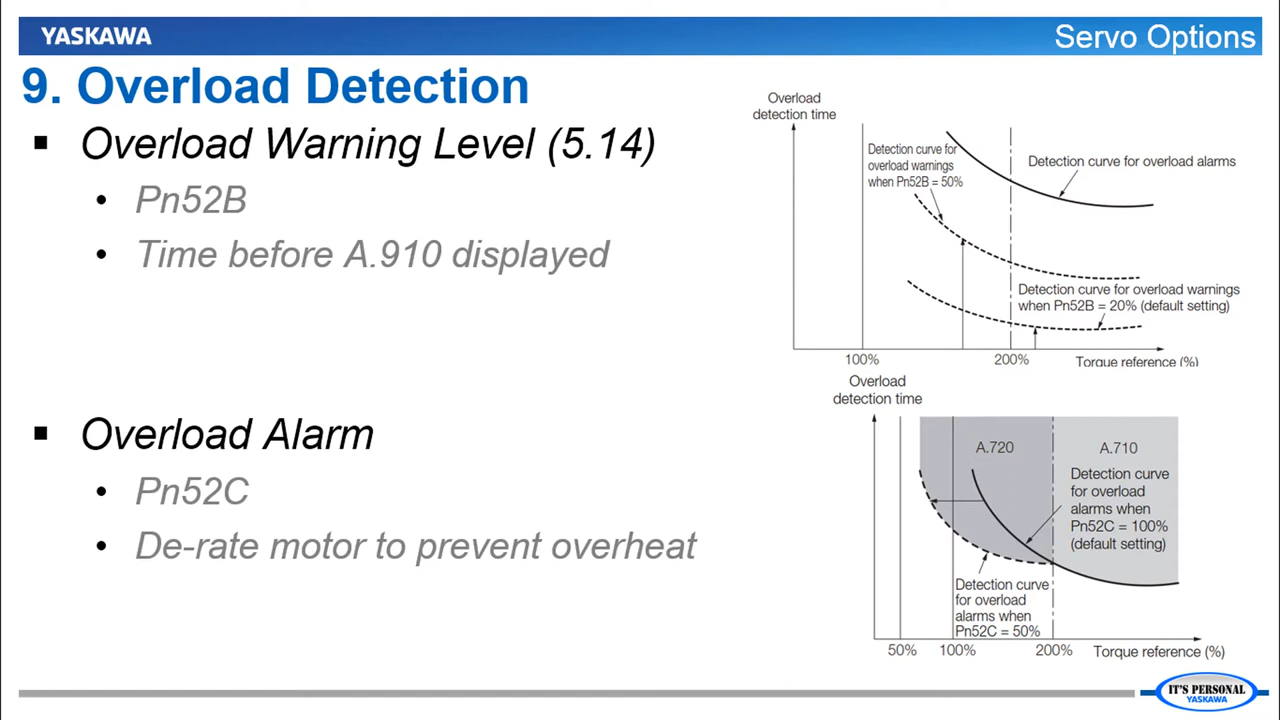 YASKAWA
Servo Options
9. Overload Detection
▪ Overload Warning Level (5.14)
• Pn52B
• Time before A.910 displayed
Overload
detection time
Detection curve for
overload warnings
when Pn52B = 50%
Detection curve for overload alarms
Detection curve for overload warnings
when Pn52B = 20% (default setting)
100%
200%
Torque reference (%)
▪ Overload Alarm
• Pn52C
• De-rate motor to prevent overheat
Overload
detection time
A.720
A.710
Detection curve
for overload
alarms when
Pn52C = 100%
(default setting)
Detection curve
for overload
alarms when
Pn52C = 50%
50%
100%
200%
Torque reference (%)
IT'S PERSONAL
YASKAWA